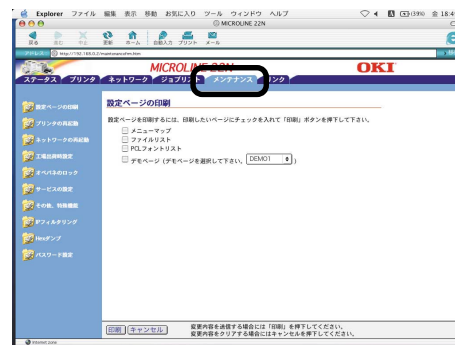 Explorer ファイル 編集 表示 移動 お気に入り ツール ウィンドウ ヘルプ (39%) 金 18:4
MICROLINE 22N
戻る 進む 中止 更新 ホーム 自動入力 プリント メール
http://192.168.0.2/maintenancefm.htm
MICROLINE 22N OKI
ステータス プリンタ ネットワーク ジョブリスト メンテナンス リンク
設定ページの印刷
プリンタの再起動
ネットワークの再起動
工場出荷時設定
オペパネのロック
サービスの設定
その他、特殊機能
IPフィルタリング
Hexダンプ
パスワード設定
設定ページの印刷
設定ページを印刷するには、印刷したいページにチェックを入れて「印刷」ボタンを押下して下さい。
メニューマップ
ファイルリスト
PCLフォントリスト
デモページ (デモページを選択して下さい。 DEMO1 )
印刷 キャンセル 変更内容を送信する場合には「印刷」を押下してください。
変更内容をクリアする場合にはキャンセルを押下してください。
Internet zone